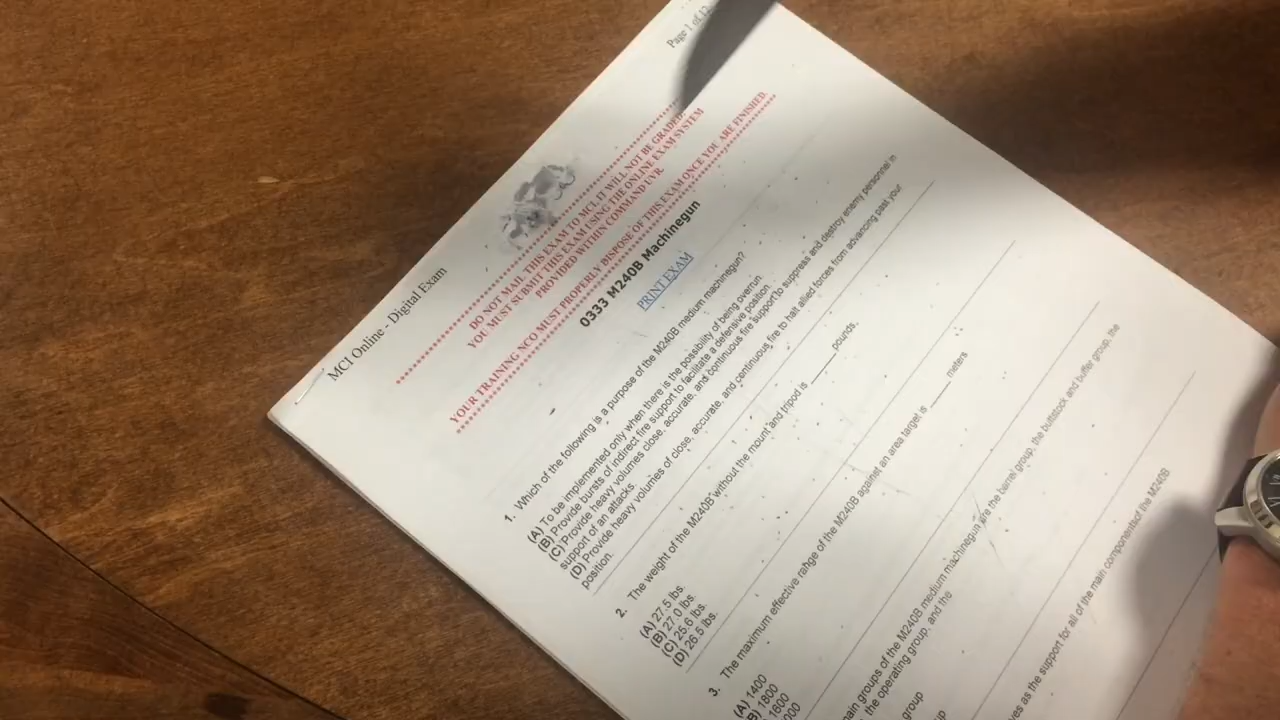 Page 1 of 12
MCI Online - Digital Exam
DO NOT MAIL THIS EXAM TO MCI, IT WILL NOT BE GRADED.
YOU MUST SUBMIT THIS EXAM USING THE ONLINE EXAM SYSTEM
PROVIDED WITHIN COMMAND UVR.
YOUR TRAINING NCO MUST PROPERLY DISPOSE OF THIS EXAM ONCE YOU ARE FINISHED.
0333 M240B Machinegun
PRINT EXAM
1. Which of the following is a purpose of the M240B medium machinegun?
(A) To be implemented only when there is the possibility of being overrun.
(B) Provide bursts of indirect fire support to facilitate a defensive position.
(C) Provide heavy volumes close, accurate, and continuous fire support to suppress and destroy enemy personnel in
support of an attacks.
(D) Provide heavy volumes of close, accurate, and continuous fire to halt allied forces from advancing past your
position.
2. The weight of the M240B without the mount and tripod is _____ pounds.
(A) 27.5 lbs.
(B) 27.0 lbs.
(C) 25.6 lbs.
(D) 26.5 lbs.
3. The maximum effective range of the M240B against an area target is _____ meters
(A) 1400
(B) 1800
1600
groups of the M240B medium machinegun are the barrel group, the buttstock and buffer group, the
the operating group, and the
group
as the support for all of the main components of the M240B